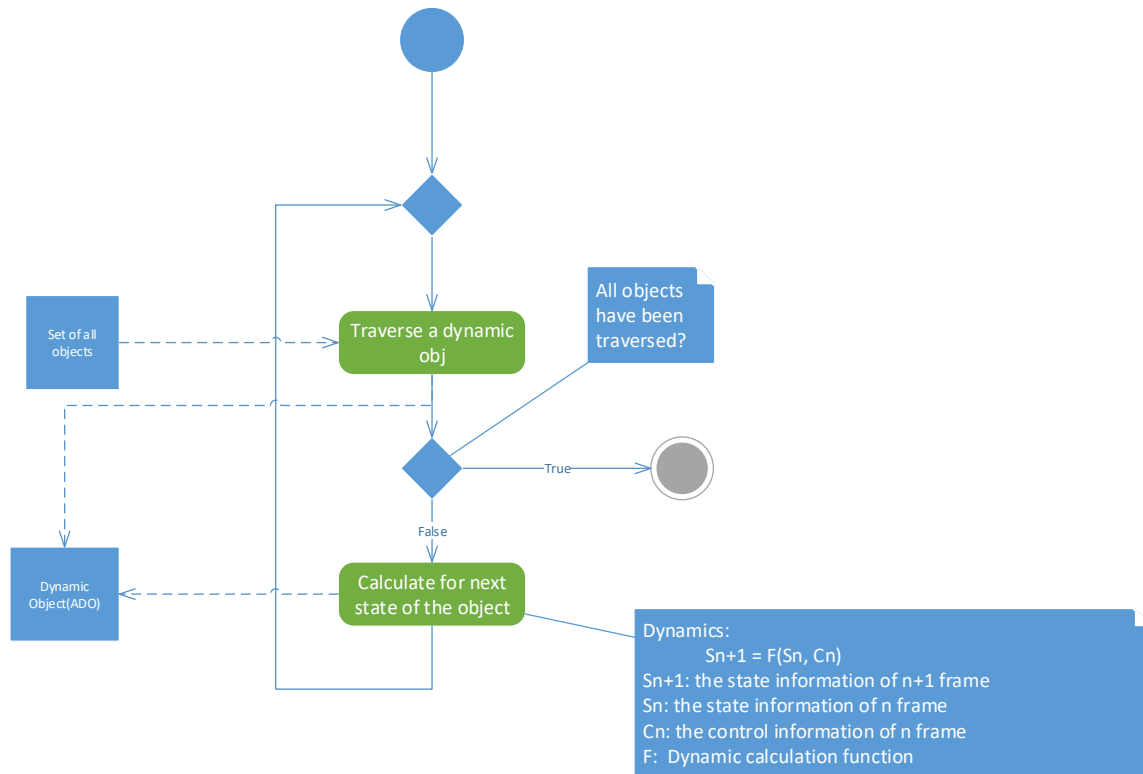 All objects
have been
traversed?
Set of all
objects
Traverse a dynamic
obj
True
False
Dynamic
Object(ADO)
Calculate for next
state of the object
Dynamics:
Sn+1 = F(Sn, Cn)
Sn+1: the state information of n+1 frame
Sn: the state information of n frame
Cn: the control information of n frame
F:  Dynamic calculation function